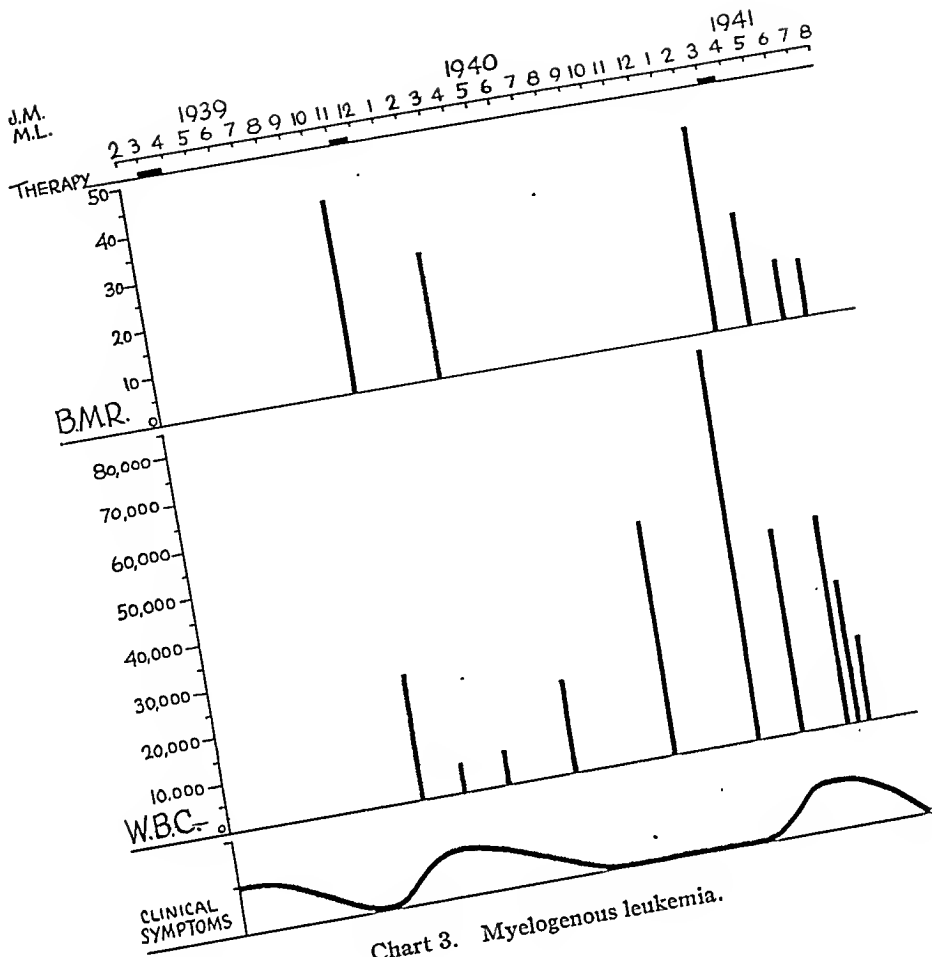 J.M.
M.L.
1939 1940 1941
2 3 4 5 6 7 8 9 10 11 12 1 2 3 4 5 6 7 8 9 10 11 12 1 2 3 4 5 6 7 8
THERAPY
50
40
30
20
10
0
B.M.R.
80,000
70,000
60,000
50,000
40,000
30,000
20,000
10.000
0
W.B.C.
CLINICAL
SYMPTOMS
Chart 3. Myelogenous leukemia.